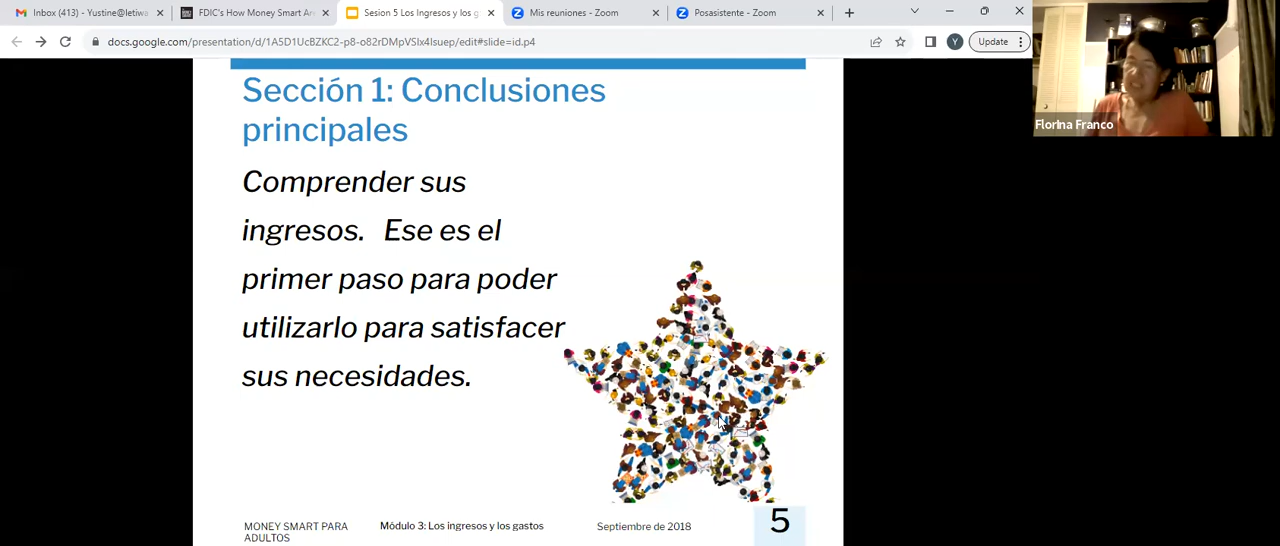 Inbox (413) - Yustine@letiwa
FDIC's How Money Smart Are
Sesion 5 Los Ingresos y los g
Mis reuniones - Zoom
Posasistente - Zoom
docs.google.com/presentation/d/1A5D1UcBZKC2-p8-o82rDMpVSlx4Isuep/edit#slide=id.p4
Y
Update
Florina Franco
Sección 1: Conclusiones
principales
Comprender sus
ingresos. Ese es el
primer paso para poder
utilizarlo para satisfacer
sus necesidades.
MONEY SMART PARA
ADULTOS
Módulo 3: Los ingresos y los gastos
Septiembre de 2018
5